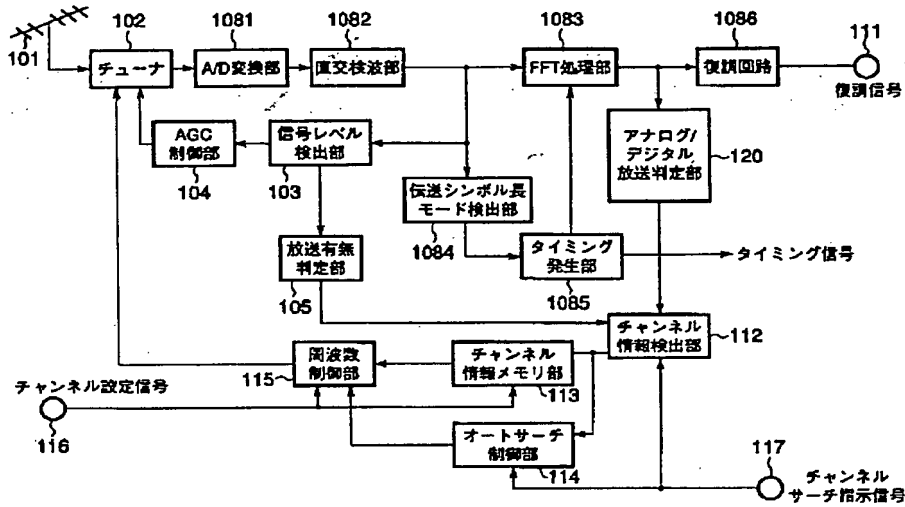 101
102
チューナ
1081
A/D変換部
1082
直交検波部
1083
FFT処理部
1086
復調回路
111
復調信号
AGC
制御部
104
信号レベル
検出部
103
伝送シンボル長
モード検出部
1084
アナログ/
デジタル
放送判定部
120
放送有無
判定部
105
タイミング
発生部
1085
タイミング信号
チャンネル
情報検出部
112
周波数
制御部
115
チャンネル
情報メモリ部
113
チャンネル設定信号
116
オートサーチ
制御部
114
117
チャンネル
サーチ指示信号